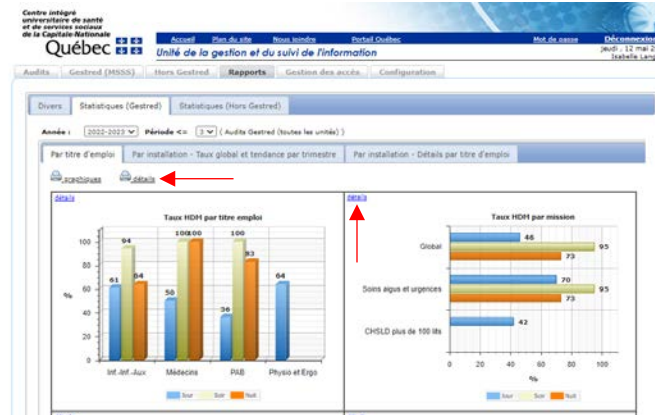 Centre intégré
universitaire de santé
et de services sociaux
de la Capitale-Nationale
Québec
Accueil Plan du site Nous joindre Portail Québec Mot de passe Déconnexion
Unité de la gestion et du suivi de l'information
jeudi , 12 mai 2
Isabelle Lang
Audits Gestred (MSSS) Hors Gestred Rapports Gestion des accès Configuration
Divers Statistiques (Gestred) Statistiques (Hors Gestred)
Année : 2022-2023 Période <= 3 ( Audits Gestred (toutes les unités) )
Par titre d'emploi Par installation - Taux global et tendance par trimestre Par installation - Détails par titre d'emploi
graphiques détails
détails
Taux HDM par titre emploi
100
80
60
40
20
0
%
61 94 64
50 100 100
36 100 83
64
Inf.-Inf.-Aux Médecins PAB Physio et Ergo
Jour Soir Nuit
détails
Taux HDM par mission
Global
46
95
73
Soins aigus et urgences
70
95
73
CHSLD plus de 100 lits
42
0 20 40 60 80 100
%
Jour Soir Nuit